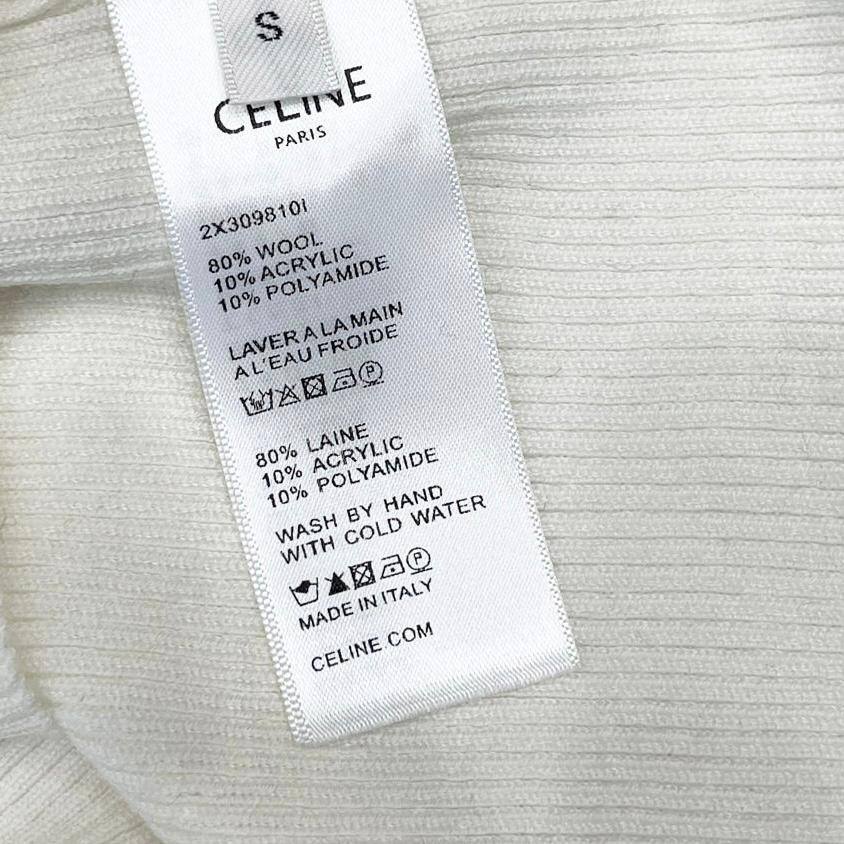 S
CELINE
PARIS
2X309810I
80% WOOL
10% ACRYLIC
10% POLYAMIDE
LAVER A LA MAIN
A L'EAU FROIDE
P
80% LAINE
10% ACRYLIC
10% POLYAMIDE
WASH BY HAND
WITH COLD WATER
P
MADE IN ITALY
CELINE.COM